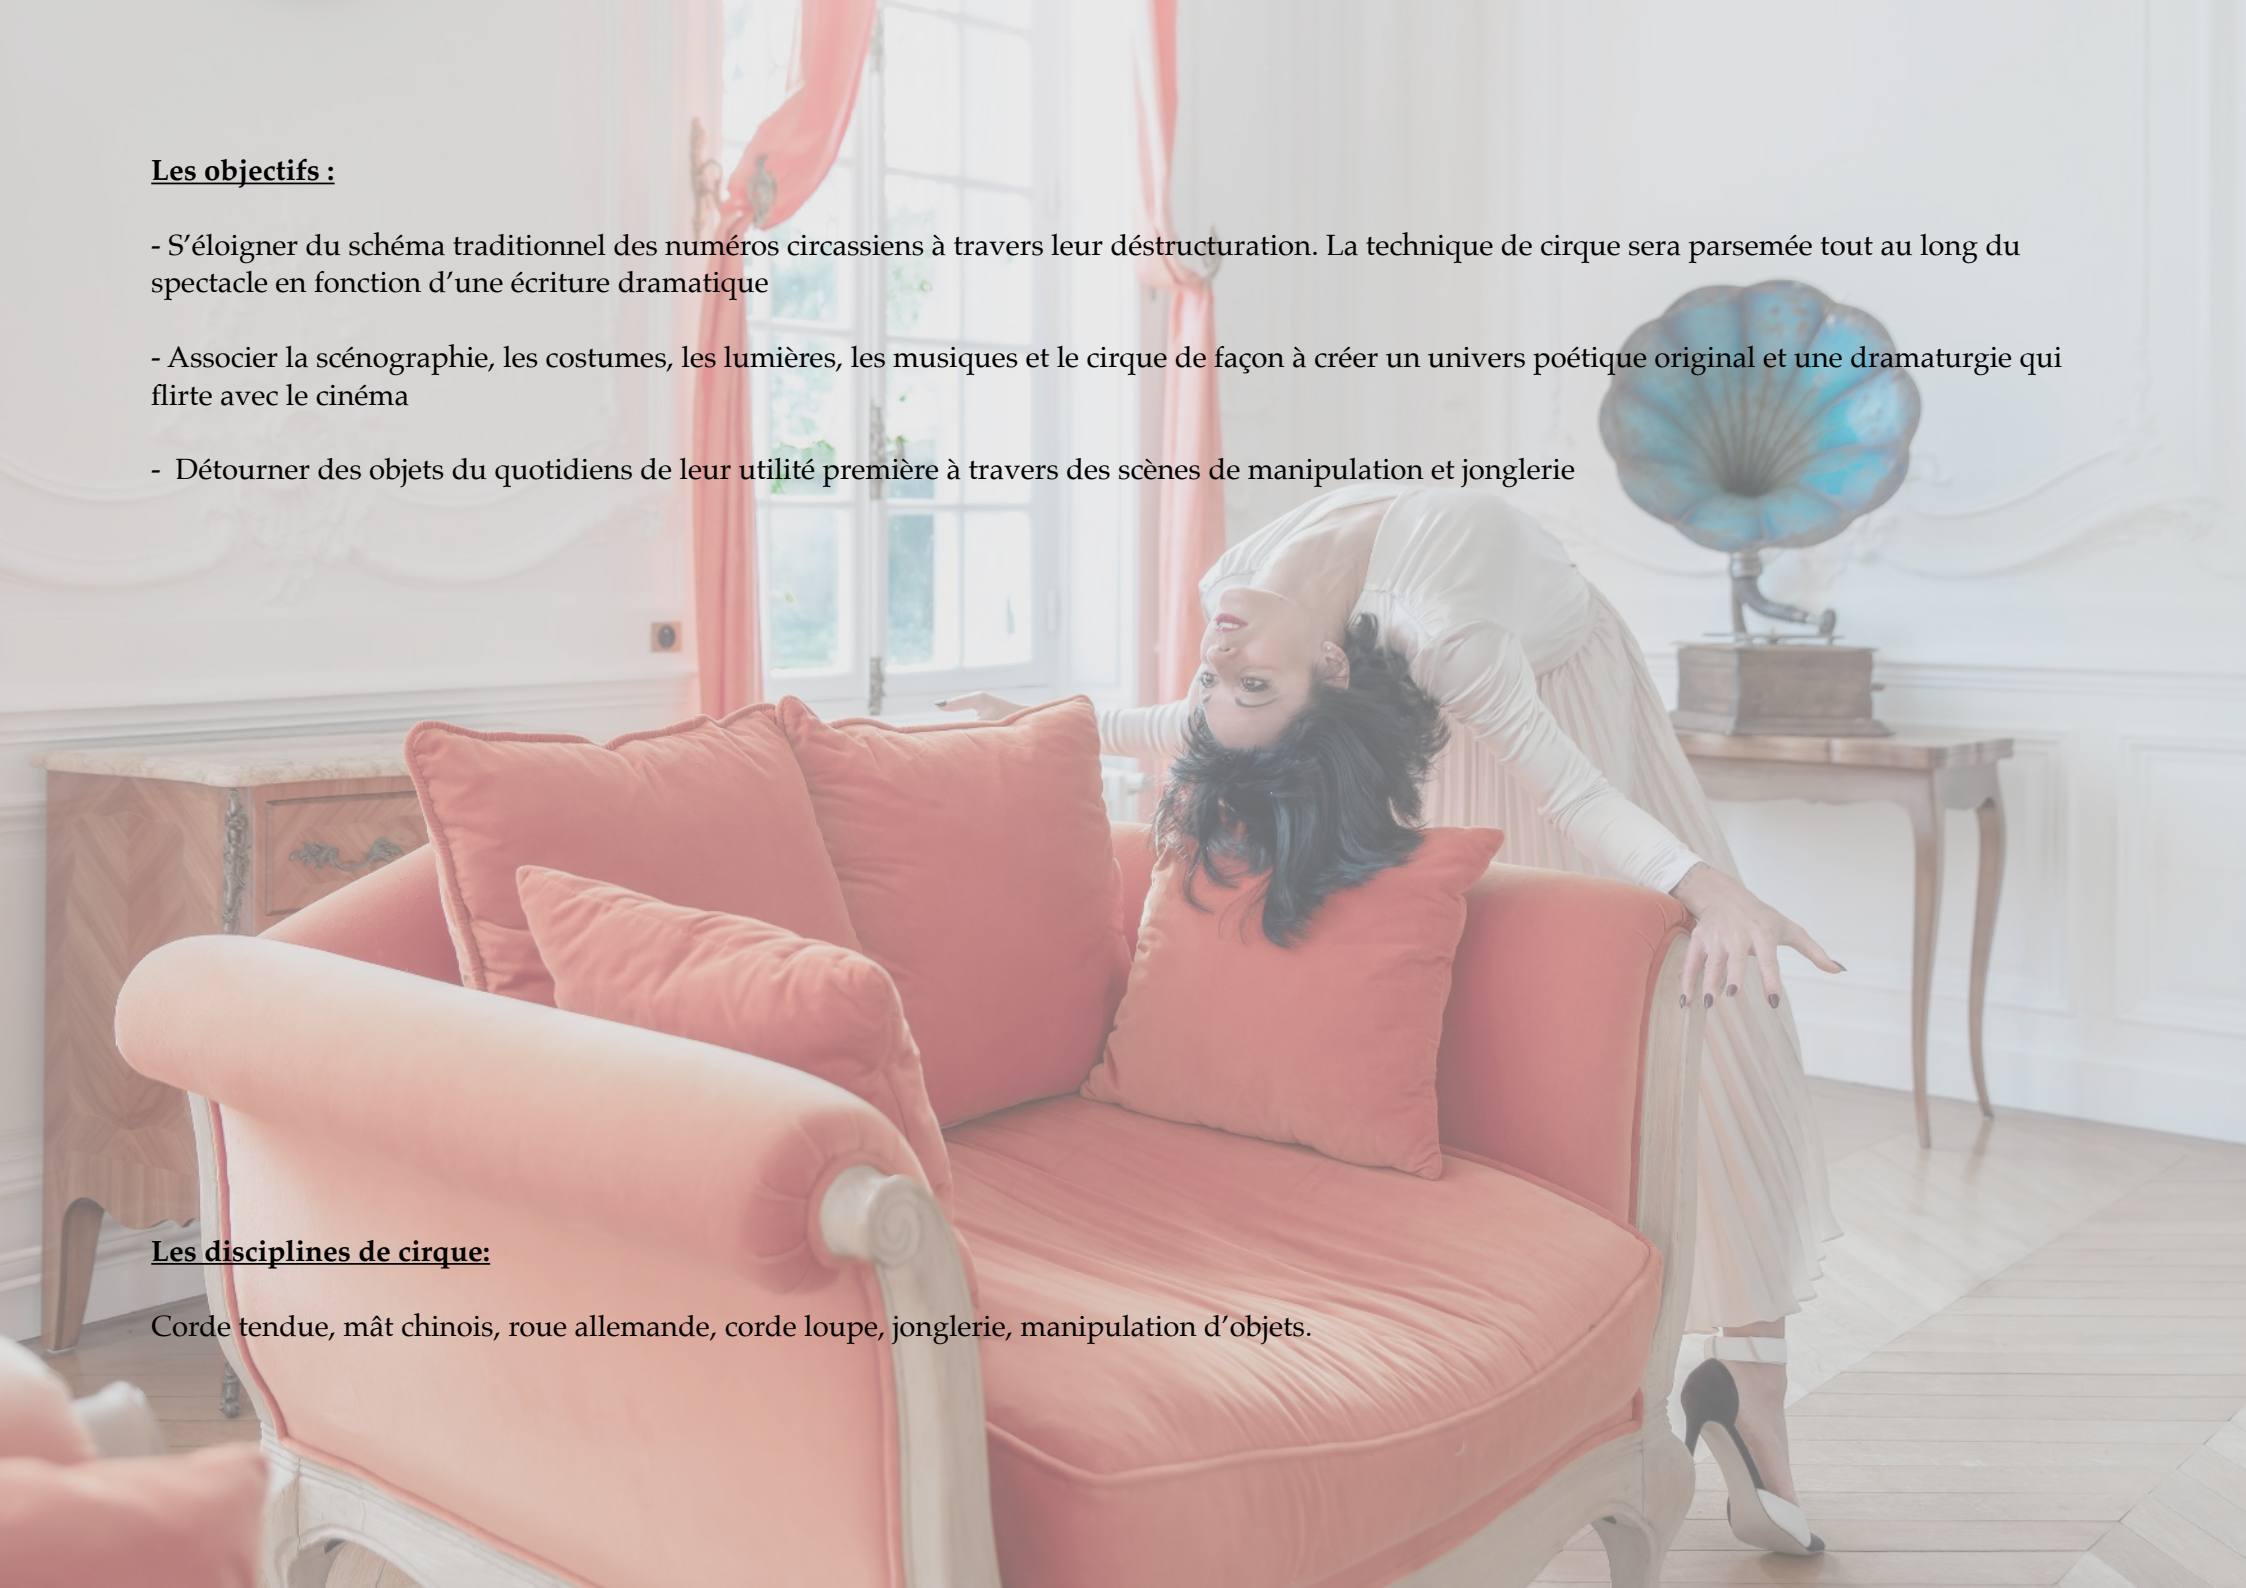 Les objectifs :
- S’éloigner du schéma traditionnel des numéros circassiens à travers leur déstructuration. La technique de cirque sera parsemée tout au long du
spectacle en fonction d’une écriture dramatique
- Associer la scénographie, les costumes, les lumières, les musiques et le cirque de façon à créer un univers poétique original et une dramaturgie qui
flirte avec le cinéma
- Détourner des objets du quotidiens de leur utilité première à travers des scènes de manipulation et jonglerie
Les disciplines de cirque:
Corde tendue, mât chinois, roue allemande, corde loupe, jonglerie, manipulation d’objets.